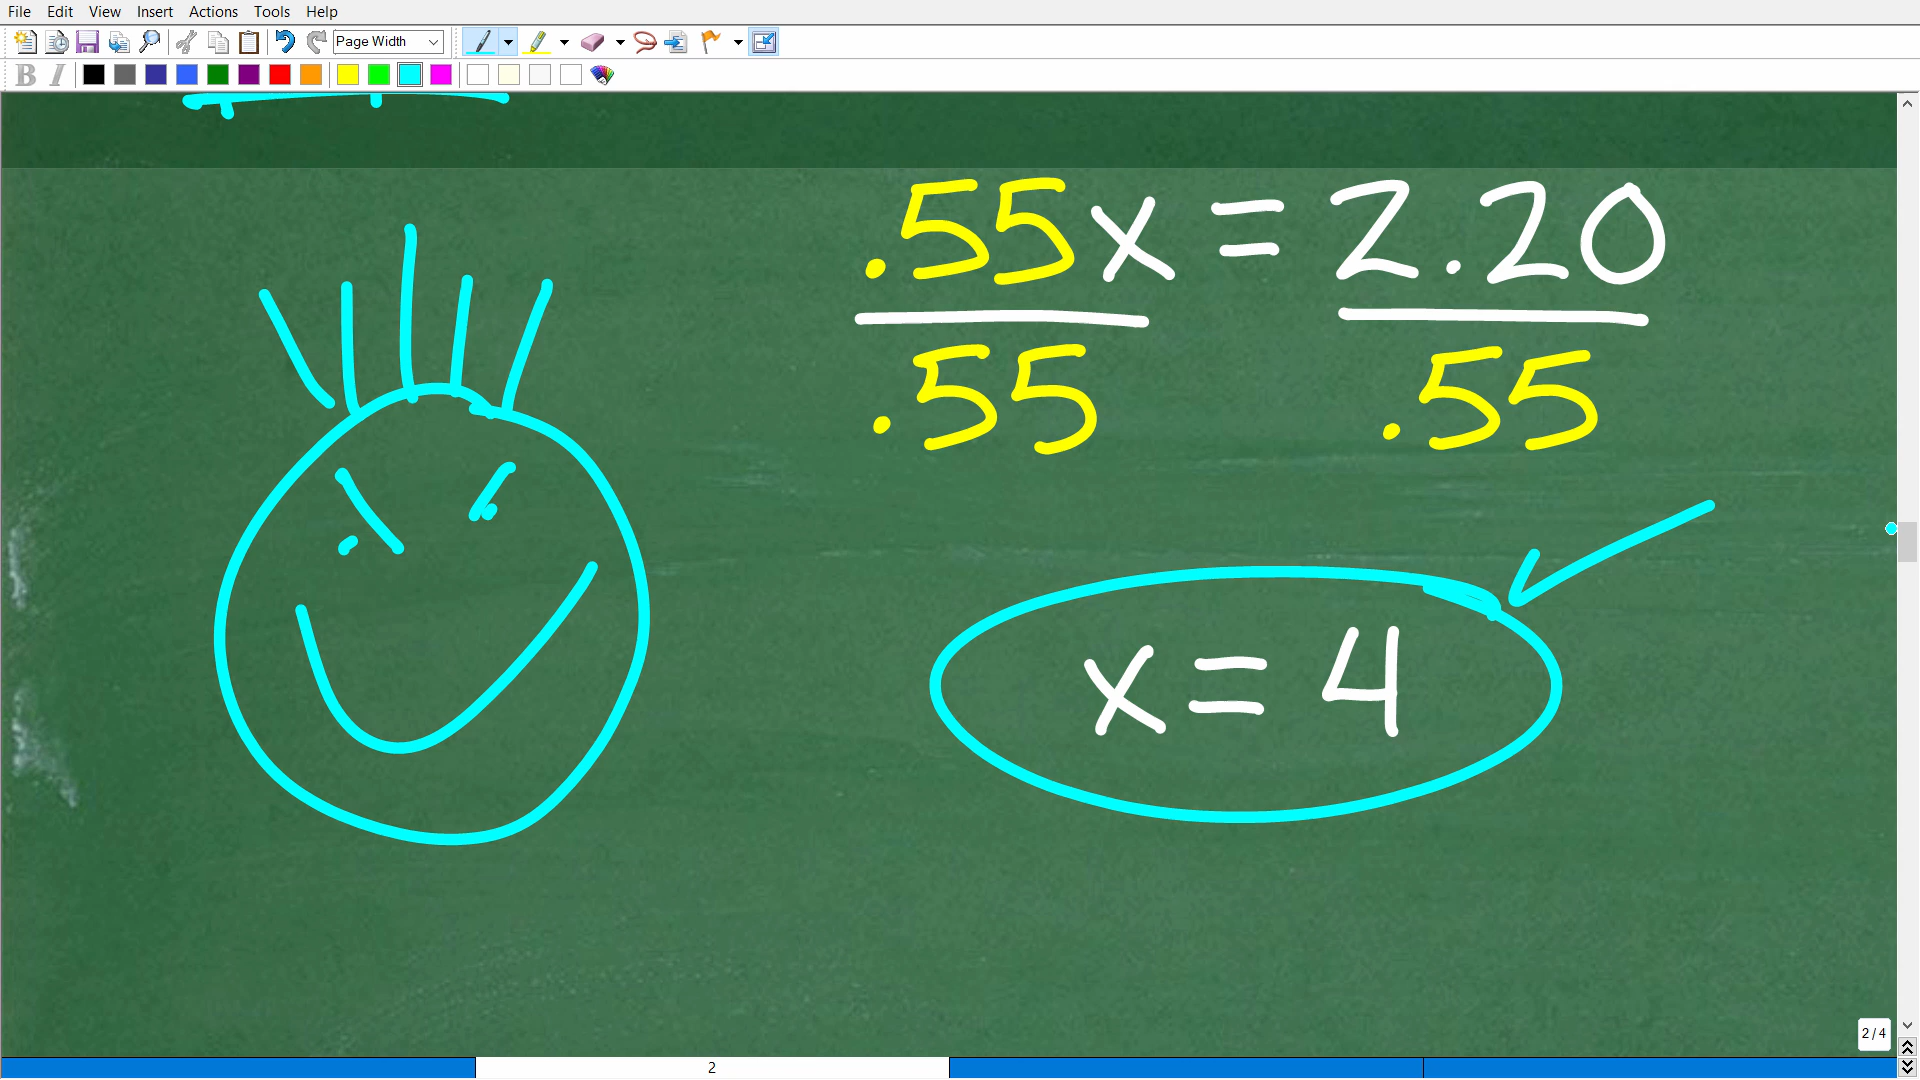 File Edit View Insert Actions Tools Help
Page Width
B I
.55x = 2.20
.55 .55
x = 4
2 / 4
2